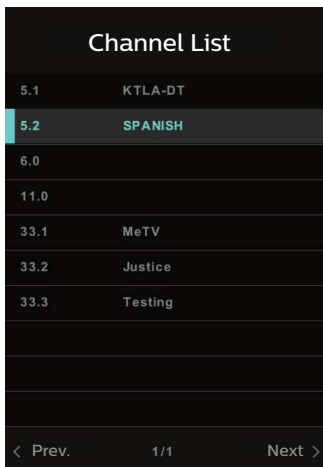 Channel List
5.1 KTLA-DT
5.2 SPANISH
6.0
11.0
33.1 MeTV
33.2 Justice
33.3 Testing
< Prev. 1/1 Next >